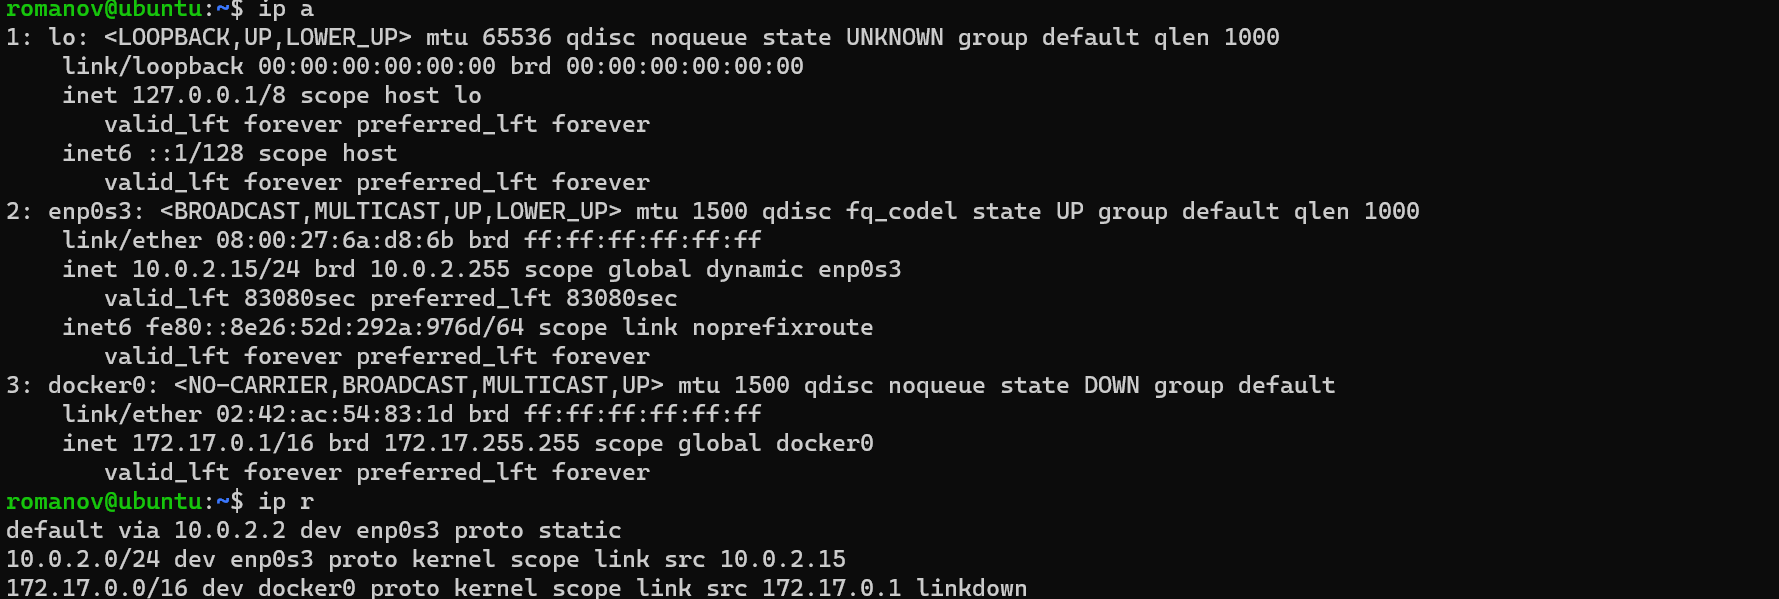 romanov@ubuntu:~$ ip a
1: lo: <LOOPBACK,UP,LOWER_UP> mtu 65536 qdisc noqueue state UNKNOWN group default qlen 1000
    link/loopback 00:00:00:00:00:00 brd 00:00:00:00:00:00
    inet 127.0.0.1/8 scope host lo
       valid_lft forever preferred_lft forever
    inet6 ::1/128 scope host
       valid_lft forever preferred_lft forever
2: enp0s3: <BROADCAST,MULTICAST,UP,LOWER_UP> mtu 1500 qdisc fq_codel state UP group default qlen 1000
    link/ether 08:00:27:6a:d8:6b brd ff:ff:ff:ff:ff:ff
    inet 10.0.2.15/24 brd 10.0.2.255 scope global dynamic enp0s3
       valid_lft 83080sec preferred_lft 83080sec
    inet6 fe80::8e26:52d:292a:976d/64 scope link noprefixroute
       valid_lft forever preferred_lft forever
3: docker0: <NO-CARRIER,BROADCAST,MULTICAST,UP> mtu 1500 qdisc noqueue state DOWN group default
    link/ether 02:42:ac:54:83:1d brd ff:ff:ff:ff:ff:ff
    inet 172.17.0.1/16 brd 172.17.255.255 scope global docker0
       valid_lft forever preferred_lft forever
romanov@ubuntu:~$ ip r
default via 10.0.2.2 dev enp0s3 proto static
10.0.2.0/24 dev enp0s3 proto kernel scope link src 10.0.2.15
172.17.0.0/16 dev docker0 proto kernel scope link src 172.17.0.1 linkdown